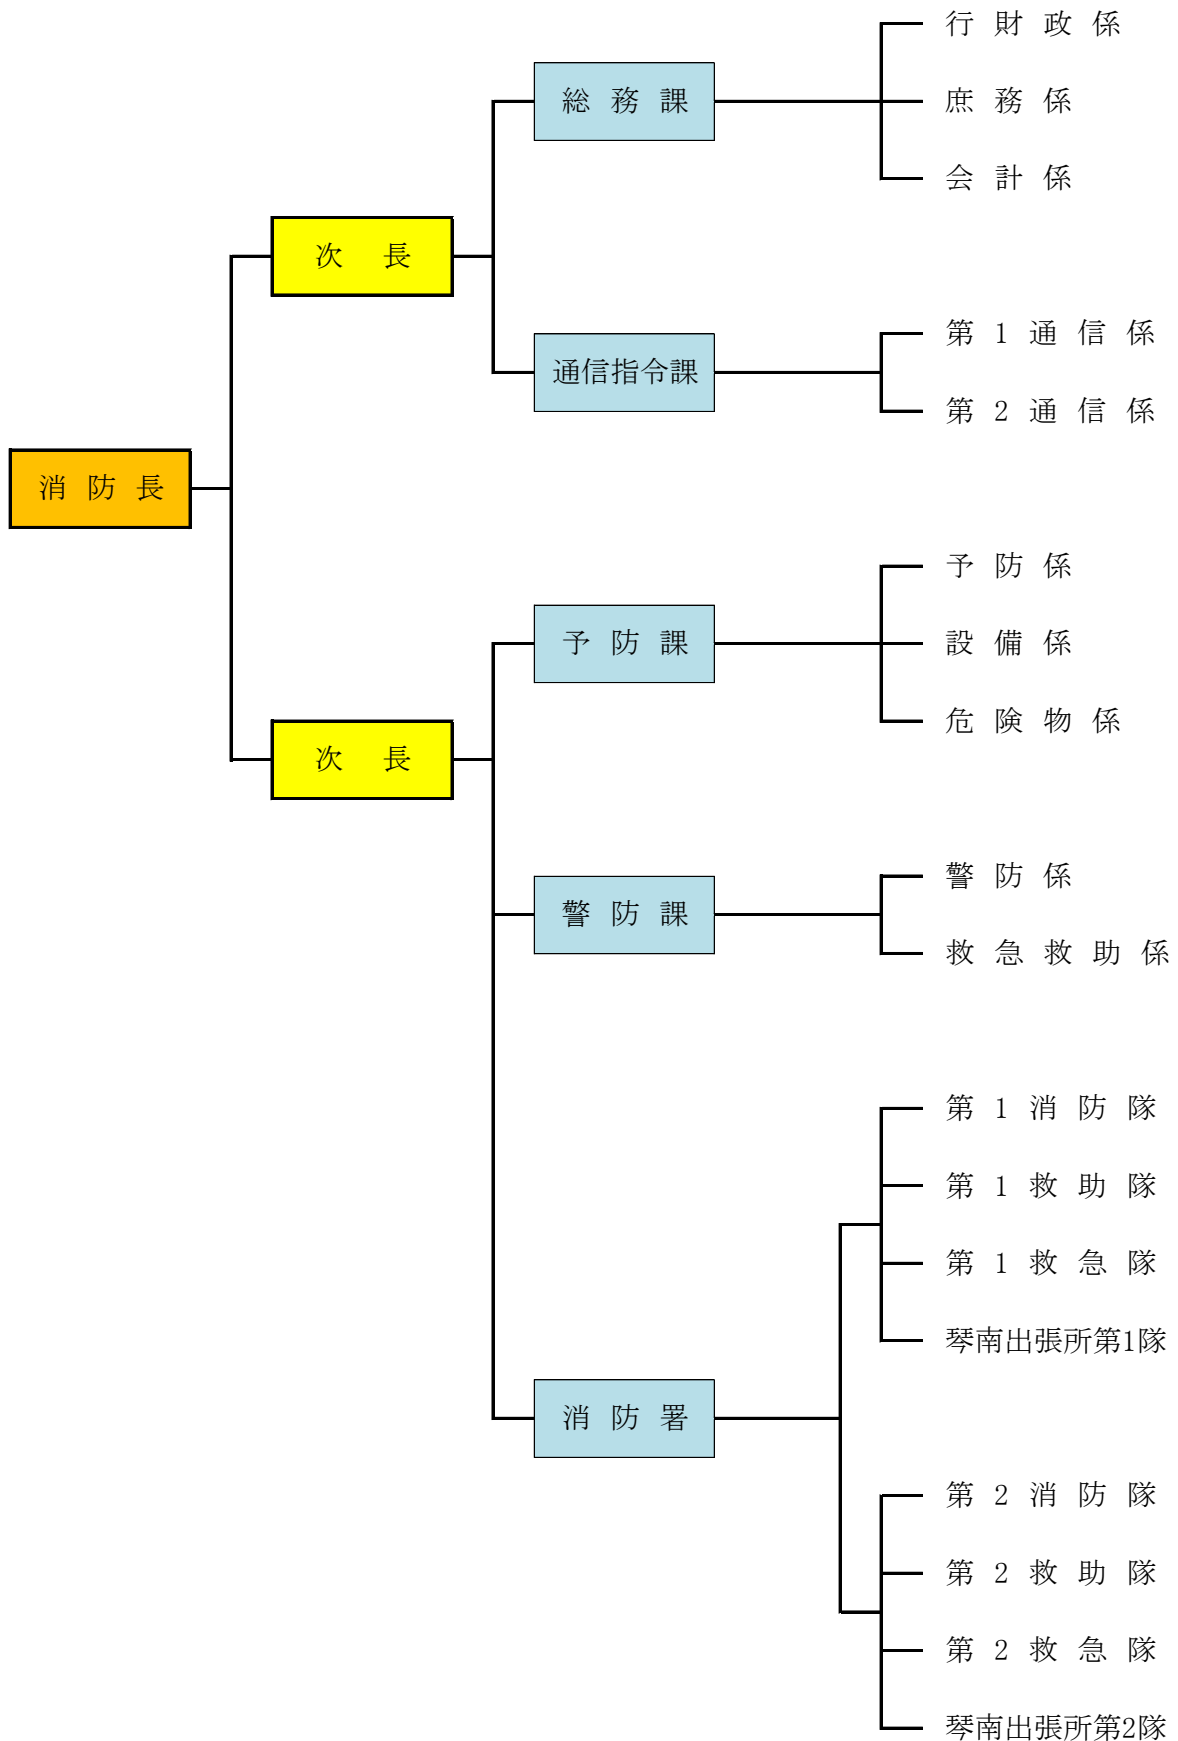 行財政係
総務課
庶務係
会計係
次長
第1通信係
通信指令課
第2通信係
消防長
予防係
予防課
設備係
危険物係
次長
警防係
警防課
救急救助係
第1消防隊
第1救助隊
第1救急隊
琴南出張所第1隊
消防署
第2消防隊
第2救助隊
第2救急隊
琴南出張所第2隊